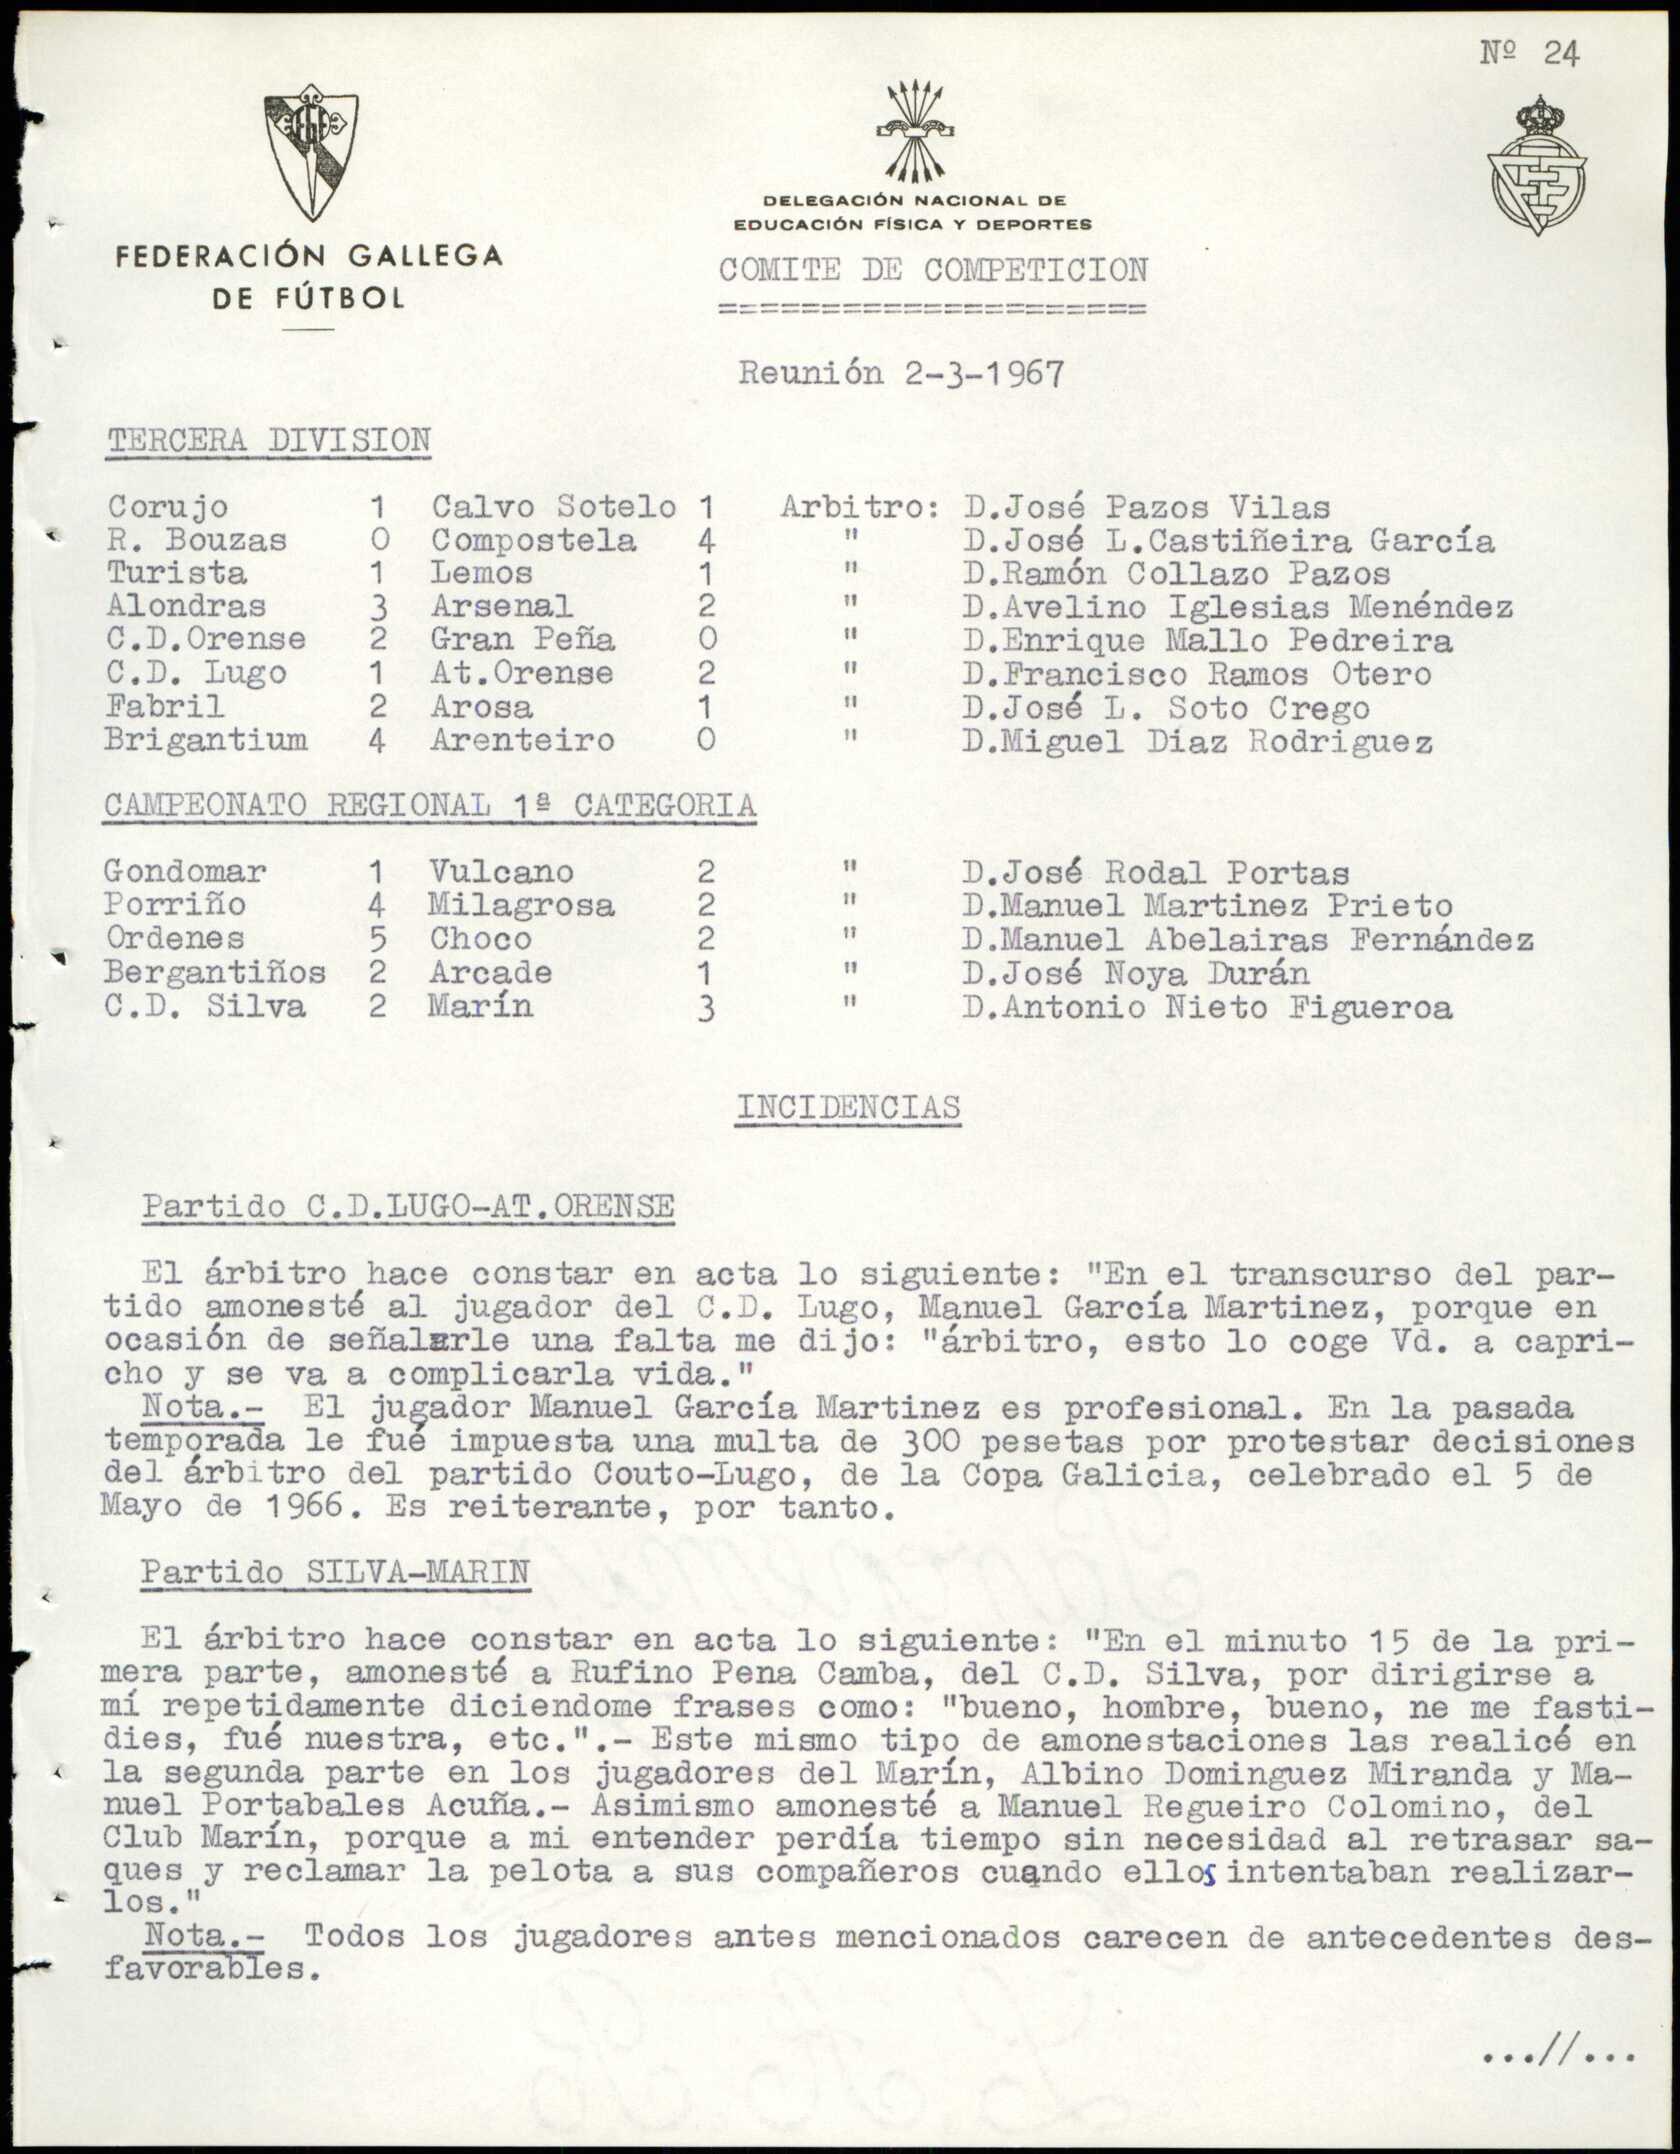 Nº 24
FEDERACIÓN GALLEGA
DE FÚTBOL
DELEGACIÓN NACIONAL DE
EDUCACIÓN FÍSICA Y DEPORTES
COMITE DE COMPETICION
=====================
Reunión 2-3-1967
TERCERA DIVISION
Corujo 1 Calvo Sotelo 1 Arbitro: D.José Pazos Vilas
R. Bouzas 0 Compostela 4 " D.José L.Castiñeira García
Turista 1 Lemos 1 " D.Ramón Collazo Pazos
Alondras 3 Arsenal 2 " D.Avelino Iglesias Menéndez
C.D.Orense 2 Gran Peña 0 " D.Enrique Mallo Pedreira
C.D. Lugo 1 At.Orense 2 " D.Francisco Ramos Otero
Fabril 2 Arosa 1 " D.José L. Soto Crego
Brigantium 4 Arenteiro 0 " D.Miguel Díaz Rodriguez
CAMPEONATO REGIONAL 1ª CATEGORIA
Gondomar 1 Vulcano 2 " D.José Rodal Portas
Porriño 4 Milagrosa 2 " D.Manuel Martinez Prieto
Ordenes 5 Choco 2 " D.Manuel Abelairas Fernández
Bergantiños 2 Arcade 1 " D.José Noya Durán
C.D. Silva 2 Marín 3 " D.Antonio Nieto Figueroa
INCIDENCIAS
Partido C.D.LUGO-AT.ORENSE
El árbitro hace constar en acta lo siguiente: "En el transcurso del par-
tido amonesté al jugador del C.D. Lugo, Manuel García Martinez, porque en
ocasión de señalarle una falta me dijo: "árbitro, esto lo coge Vd. a capri-
cho y se va a complicarla vida."
Nota.- El jugador Manuel García Martinez es profesional. En la pasada
temporada le fué impuesta una multa de 300 pesetas por protestar decisiones
del árbitro del partido Couto-Lugo, de la Copa Galicia, celebrado el 5 de
Mayo de 1966. Es reiterante, por tanto.
Partido SILVA-MARIN
El árbitro hace constar en acta lo siguiente: "En el minuto 15 de la pri-
mera parte, amonesté a Rufino Pena Camba, del C.D. Silva, por dirigirse a
mí repetidamente diciendome frases como: "bueno, hombre, bueno, ne me fasti-
dies, fué nuestra, etc.".- Este mismo tipo de amonestaciones las realicé en
la segunda parte en los jugadores del Marín, Albino Dominguez Miranda y Ma-
nuel Portabales Acuña.- Asimismo amonesté a Manuel Regueiro Colomino, del
Club Marín, porque a mi entender perdía tiempo sin necesidad al retrasar sa-
ques y reclamar la pelota a sus compañeros cuando ellos intentaban realizar-
los."
Nota.- Todos los jugadores antes mencionados carecen de antecedentes des-
favorables.
...//...